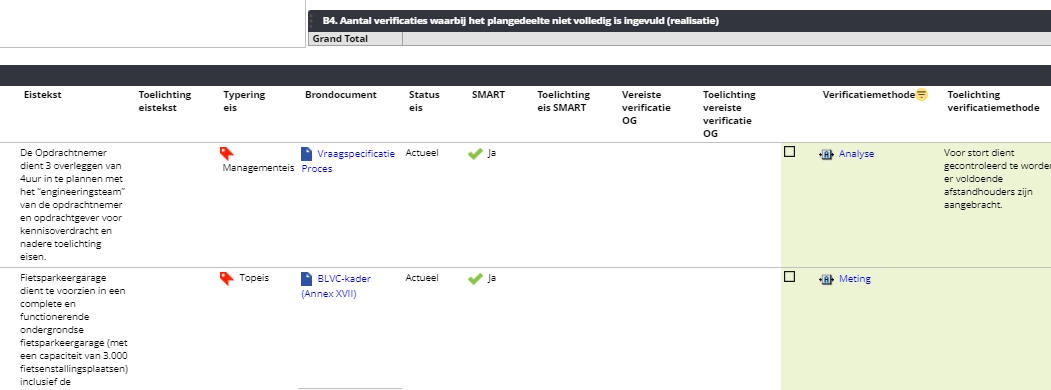 B4. Aantal verificaties waarbij het plangedeelte niet volledig is ingevuld (realisatie)
Grand Total
Eistekst
Toelichting
eistekst
Typering
eis
Brondocument
Status
eis
SMART
Toelichting
eis SMART
Vereiste
verificatie
OG
Toelichting
vereiste
verificatie
OG
Verificatiemethode
Toelichting
verificatiemethode
De Opdrachtnemer
dient 3 overleggen van
4uur in te plannen met
het "engineeringsteam"
van de opdrachtnemer
en opdrachtgever voor
kennisoverdracht en
nadere toelichting
eisen.
Managementeis
Vraagspecificatie
Proces
Actueel
Ja
Analyse
Voor stort dient
gecontroleerd te worden
er voldoende
afstandhouders zijn
aangebracht.
Fietsparkeergarage
dient te voorzien in een
complete en
functionerende
ondergrondse
fietsparkeergarage (met
een capaciteit van 3.000
fietsenstallingsplaatsen)
inclusief de
Topeis
BLVC-kader
(Annex XVII)
Actueel
Ja
Meting